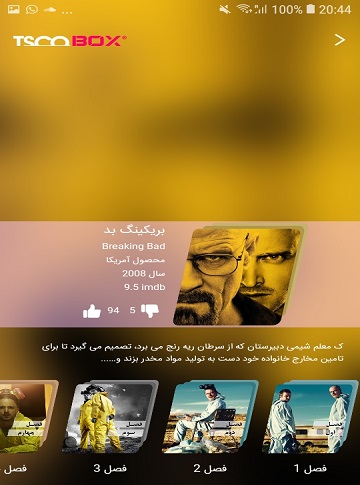 100% 20:44
TSCO BOX
بریکینگ بد
Breaking Bad
محصول آمریکا
سال 2008
9.5 imdb
94 5
ک معلم شیمی دبیرستان که از سرطان ریه رنج می برد، تصمیم می گیرد تا برای
تامین مخارج خانواده خود دست به تولید مواد مخدر بزند و......
فصل اول
فصل دوم
فصل سوم
فصل چهارم
فصل 1
فصل 2
فصل 3
فصل